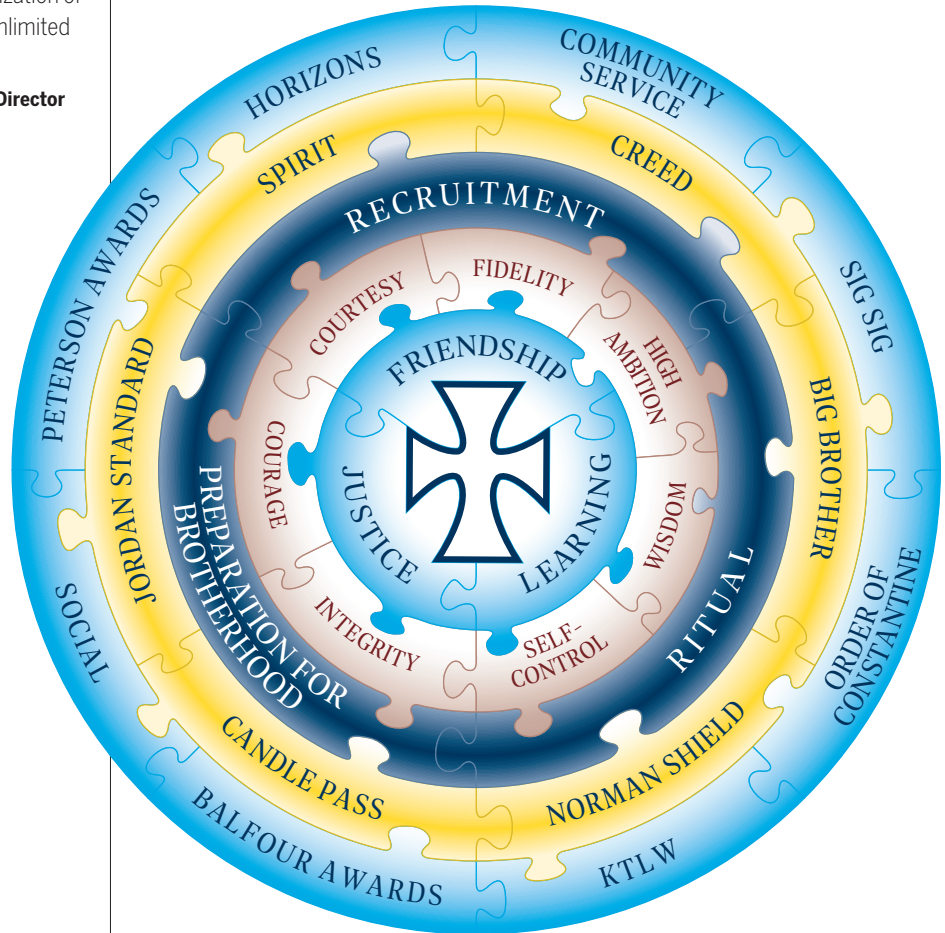 ization of
nlimited
Director
HORIZONS
COMMUNITY
SERVICE
SIG SIG
ORDER OF
CONSTANTINE
KTLW
BALFOUR AWARDS
SOCIAL
PETERSON AWARDS
SPIRIT
CREED
BIG BROTHER
NORMAN SHIELD
CANDLE PASS
JORDAN STANDARD
RECRUITMENT
RITUAL
PREPARATION FOR
BROTHERHOOD
COURTESY
FIDELITY
HIGH
AMBITION
WISDOM
SELF-
CONTROL
INTEGRITY
COURAGE
FRIENDSHIP
LEARNING
JUSTICE